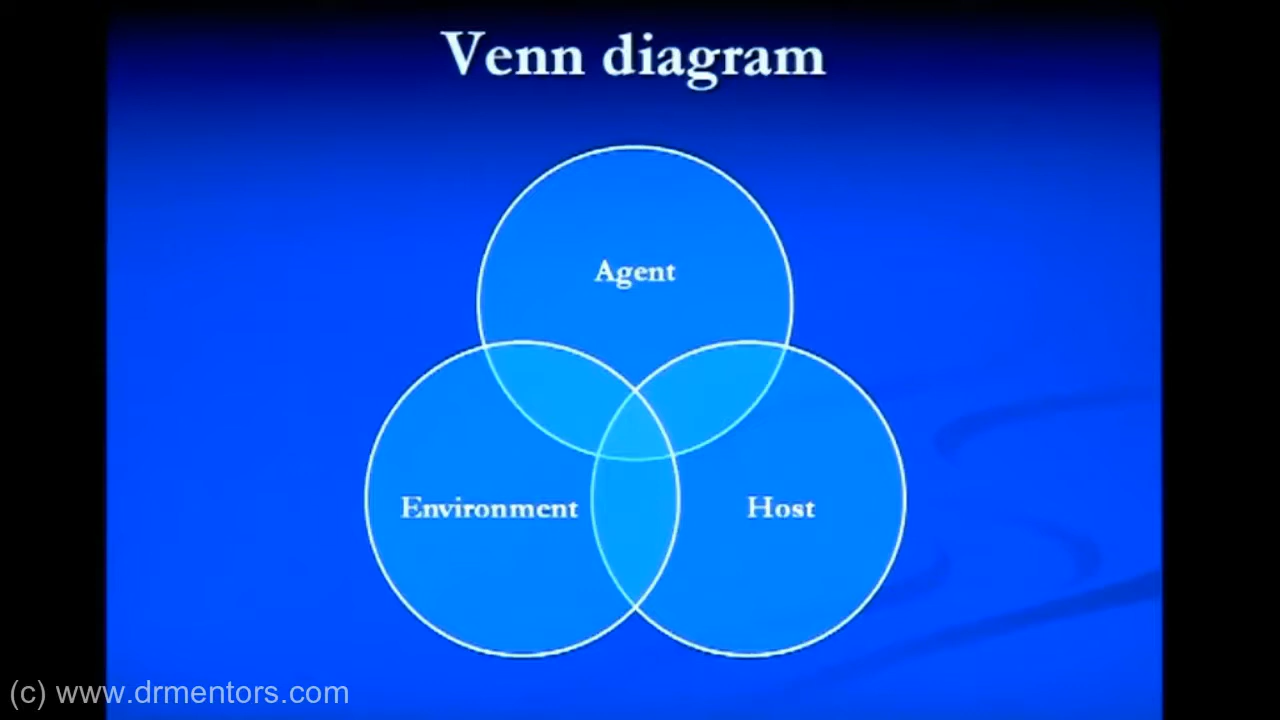 Venn diagram
Agent
Environment
Host
(c) www.drmentors.com